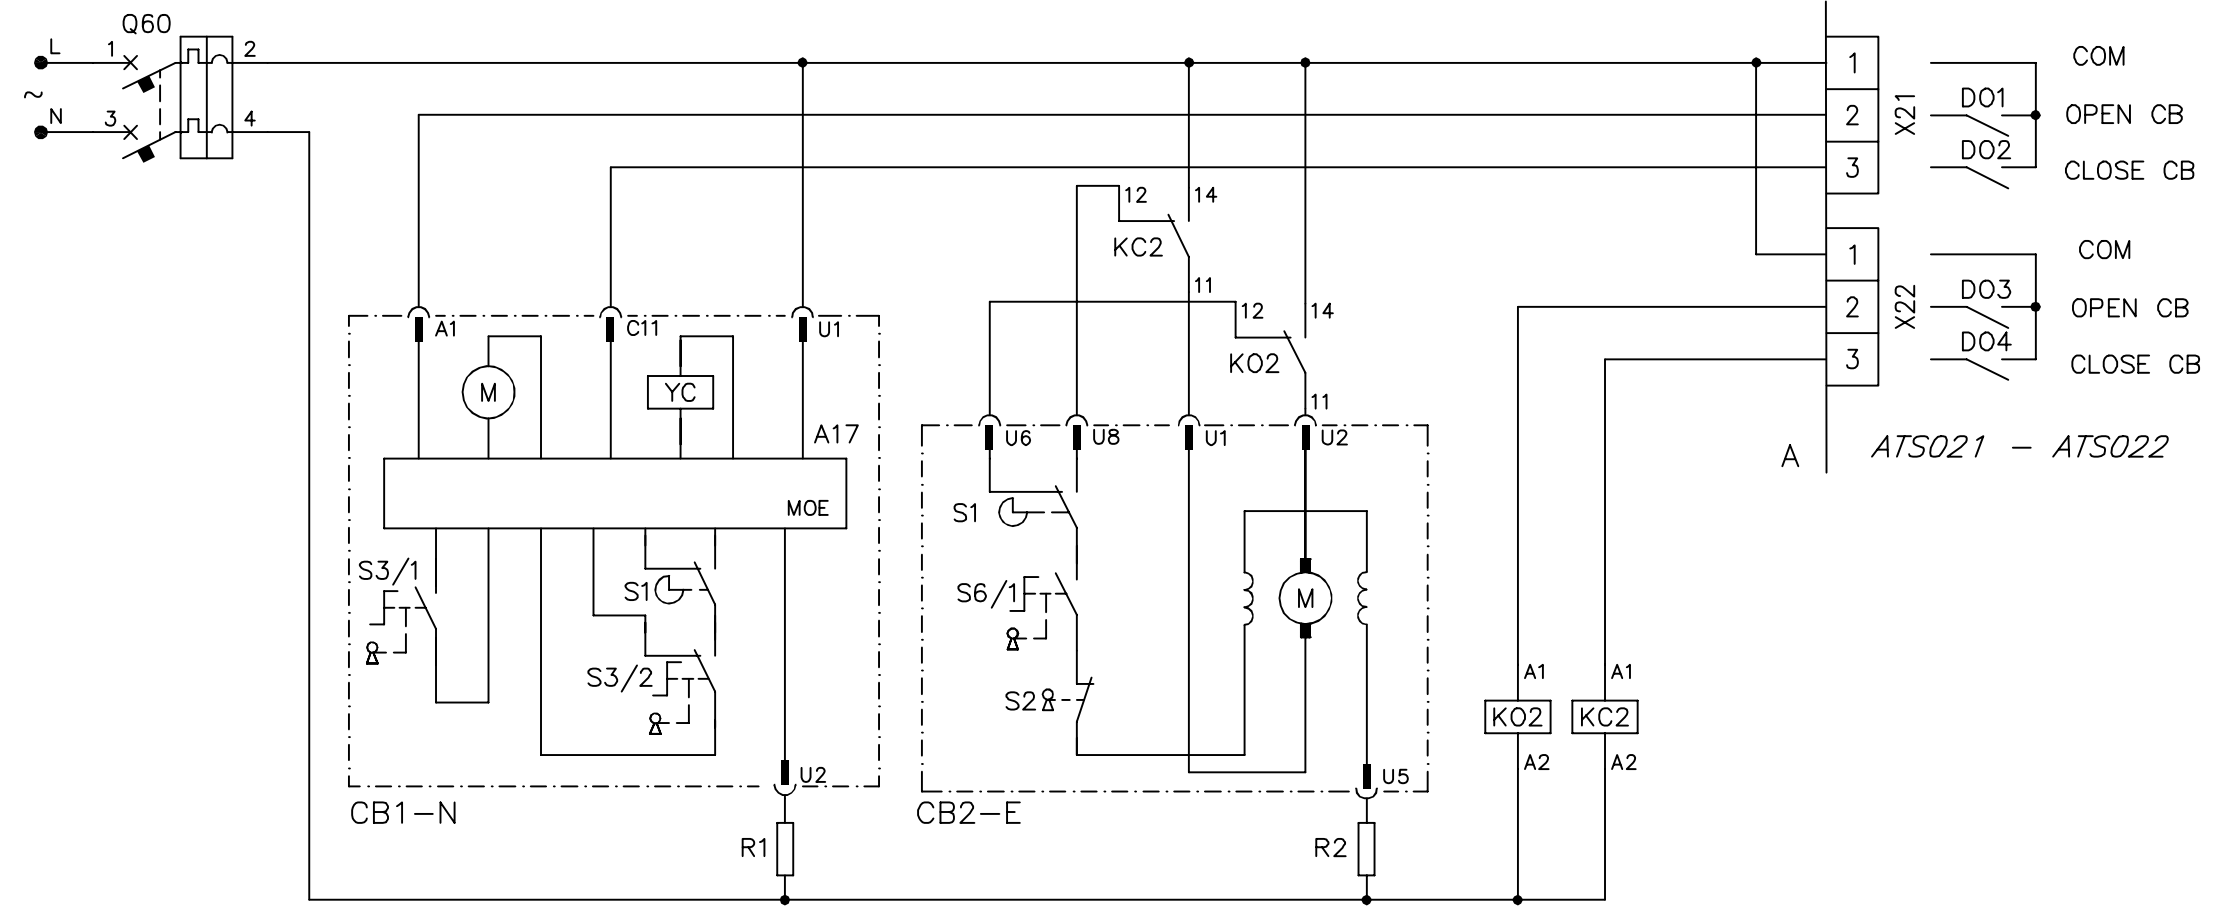 Q60
L 1 2
~
N 3 4
1 COM
X21
2 DO1 OPEN CB
3 DO2 CLOSE CB
12 14
KC2
11
1 COM
X22
2 DO3 OPEN CB
3 DO4 CLOSE CB
12 14
KO2
11
A1 C11 U1
M YC
A17
MOE
U6 U8 U1 U2
A ATS021 - ATS022
S3/1 S1
S3/2
U2
CB1-N
R1
S1
S6/1
M
S2
U5
CB2-E
R2
A1 A1
KO2 KC2
A2 A2